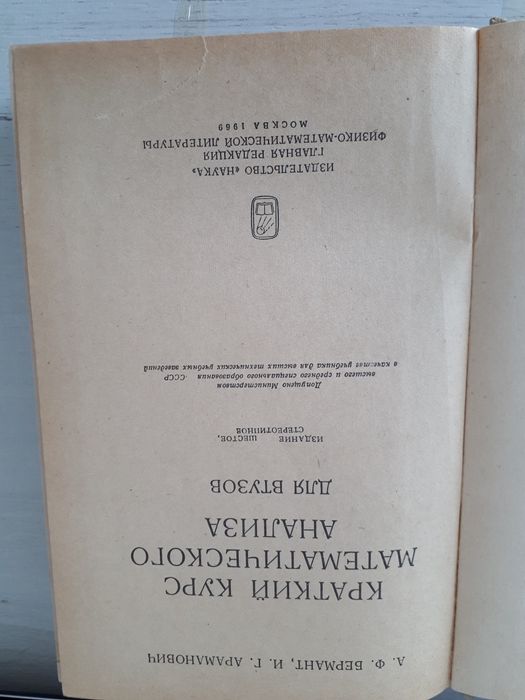 А. Ф. БЕРМАНТ, И. Г. АРАМАНОВИЧ
КРАТКИЙ КУРС
МАТЕМАТИЧЕСКОГО
АНАЛИЗА
ДЛЯ ВТУЗОВ
ИЗДАНИЕ ШЕСТОЕ,
СТЕРЕОТИПНОЕ
Допущено Министерством
высшего и среднего специального образования СССР
в качестве учебника для высших технических учебных заведений
ИЗДАТЕЛЬСТВО «НАУКА»
ГЛАВНАЯ РЕДАКЦИЯ
ФИЗИКО-МАТЕМАТИЧЕСКОЙ ЛИТЕРАТУРЫ
МОСКВА 1969